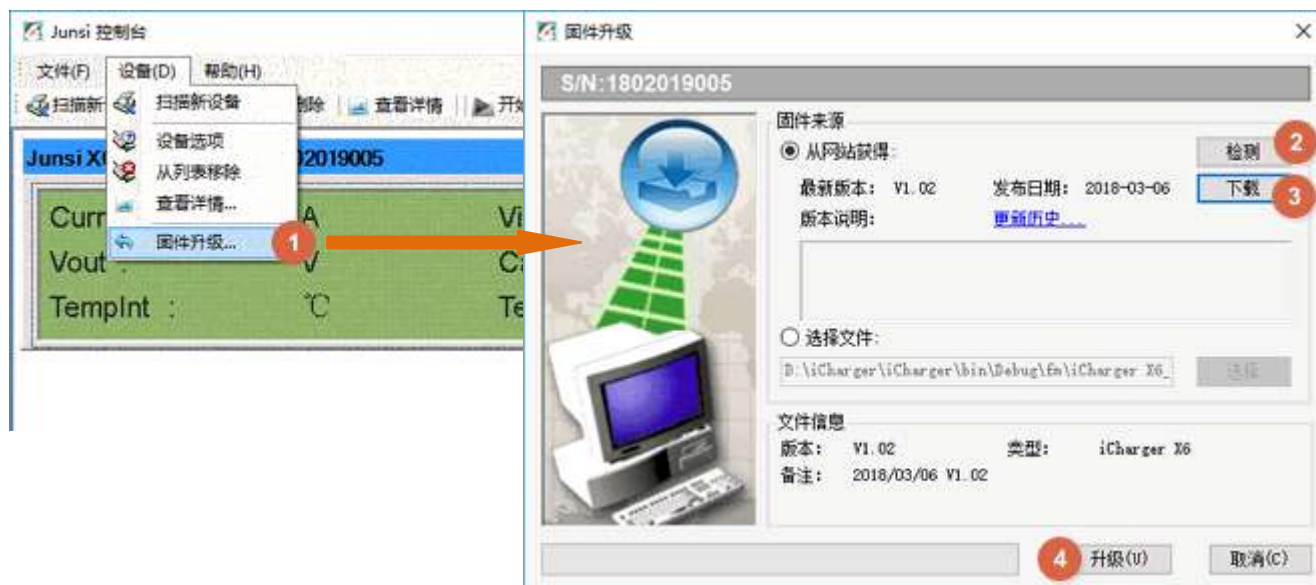 Junsi 控制台
文件(F) 设备(D) 帮助(H)
扫描新 删除 查看详情 开始
扫描新设备
设备选项
从列表移除
查看详情...
固件升级... 1
Junsi X 02019005
Curr A Vi
Vout : V Ca
TempInt : ℃ Te
固件升级
S/N:1802019005
固件来源
从网站获得:
检测 2
最新版本: V1.02 发布日期: 2018-03-06
下载 3
版本说明: 更新历史...
选择文件:
D:\iCharger\iCharger\bin\Debug\fm\iCharger X6_
选择
文件信息
版本: V1.02 类型: iCharger X6
备注: 2018/03/06 V1.02
4 升级(U) 取消(C)